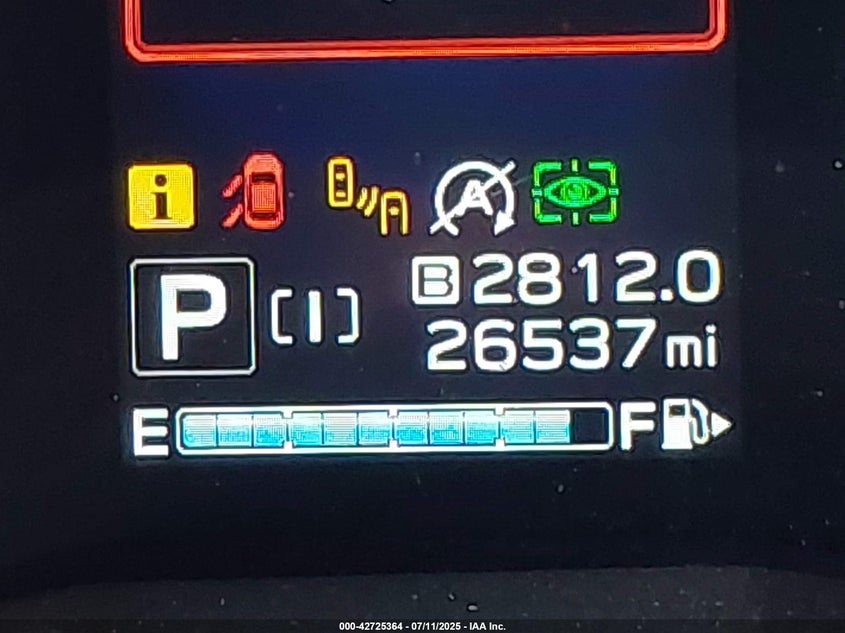 i
A
P [I] B 2812.0
26537 mi
E F
000-42725364 - 07/11/2025 - IAA Inc.